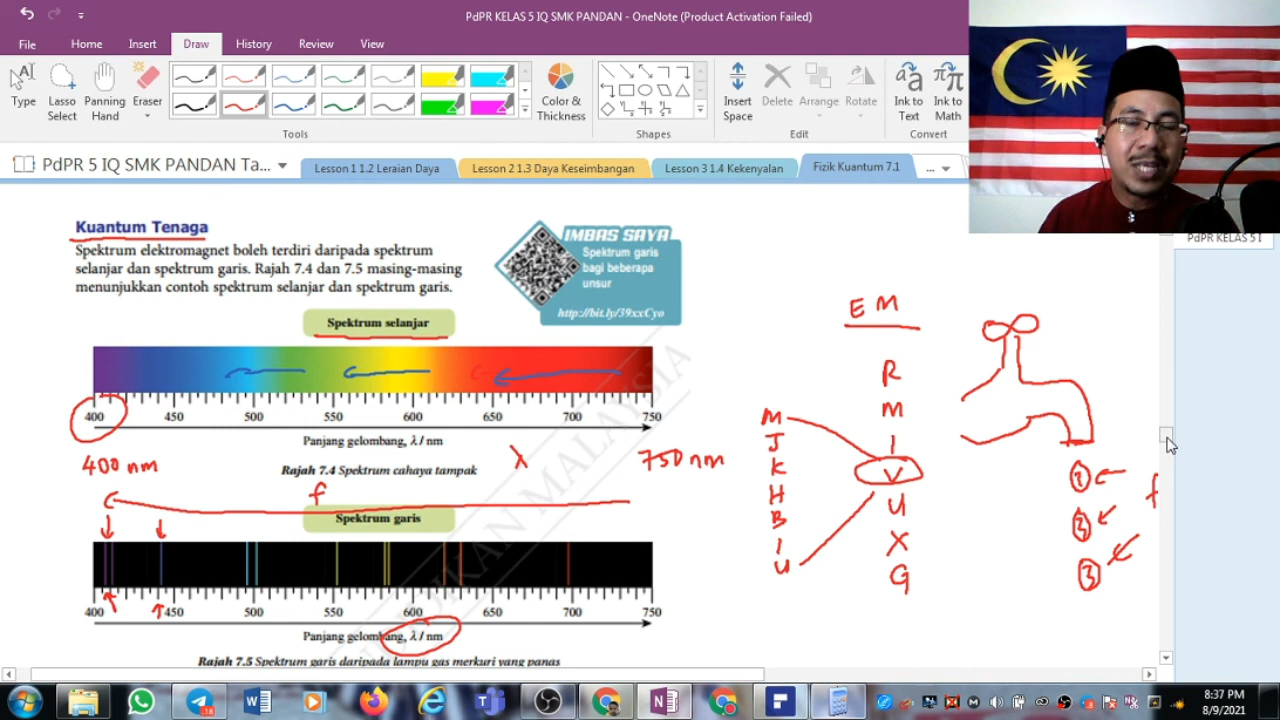 PdPR KELAS 5 IQ SMK PANDAN - OneNote (Product Activation Failed)
File Home Insert Draw History Review View
Type
Lasso Select
Panning Hand
Eraser
Color & Thickness
Insert Space
Delete
Arrange
Rotate
Ink to Text
Ink to Math
Tools
Shapes
Edit
Convert
PdPR 5 IQ SMK PANDAN Ta...
Lesson 1 1.2 Leraian Daya
Lesson 2 1.3 Daya Keseimbangan
Lesson 3 1.4 Kekenyalan
Fizik Kuantum 7.1
...
PdPR KELAS 5 I
Kuantum Tenaga
Spektrum elektromagnet boleh terdiri daripada spektrum
selanjar dan spektrum garis. Rajah 7.4 dan 7.5 masing-masing
menunjukkan contoh spektrum selanjar dan spektrum garis.
IMBAS SAYA
Spektrum garis
bagi beberapa
unsur
http://bit.ly/39xxCyo
Spektrum selanjar
400 450 500 550 600 650 700 750
Panjang gelombang, λ / nm
400 nm
λ
750 nm
Rajah 7.4 Spektrum cahaya tampak
f
Spektrum garis
400 450 500 550 600 650 700 750
Panjang gelombang, λ / nm
Rajah 7.5 Spektrum garis daripada lampu gas merkuri yang panas
EM
R
M
I
V
U
X
G
M
J
K
H
B
I
U
1
2
3
f
8:37 PM
8/9/2021